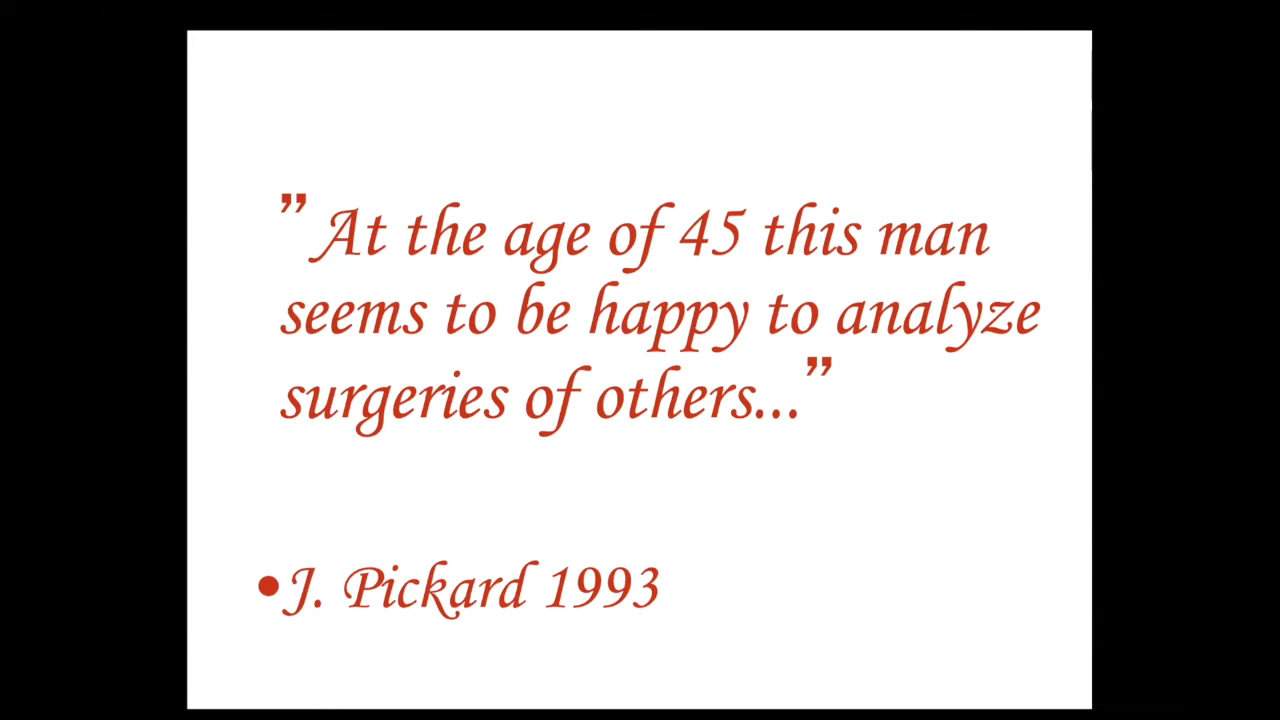 ”At the age of 45 this man
seems to be happy to analyze
surgeries of others...”
•J. Pickard 1993